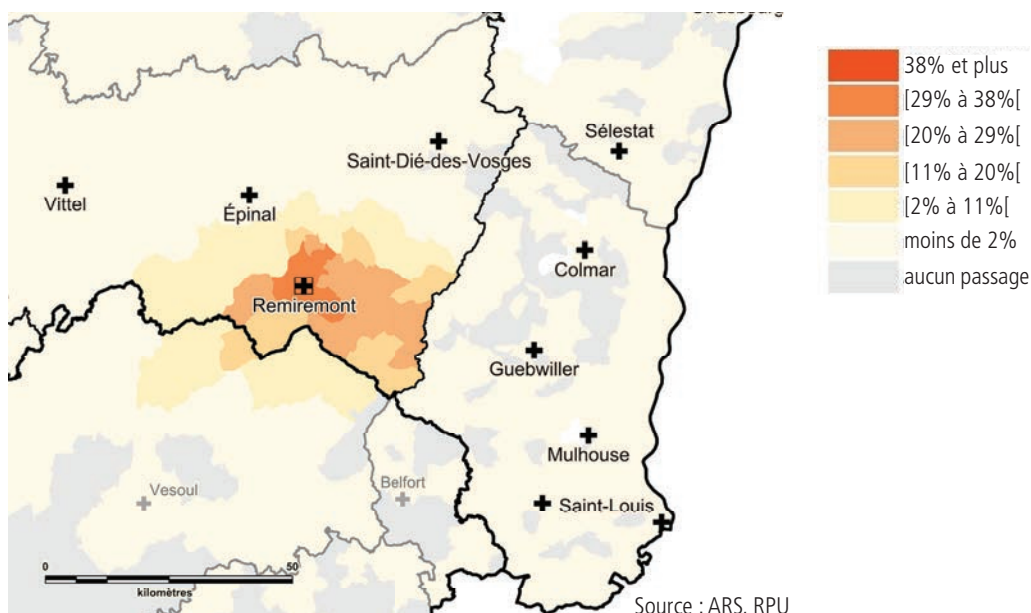 Strasbourg
38% et plus
[29% à 38%[
[20% à 29%[
[11% à 20%[
[2% à 11%[
moins de 2%
aucun passage
Sélestat
Saint-Dié-des-Vosges
Vittel
Épinal
Colmar
Remiremont
Guebwiller
Mulhouse
Vesoul
Belfort
Saint-Louis
0 50
kilomètres
Source : ARS, RPU